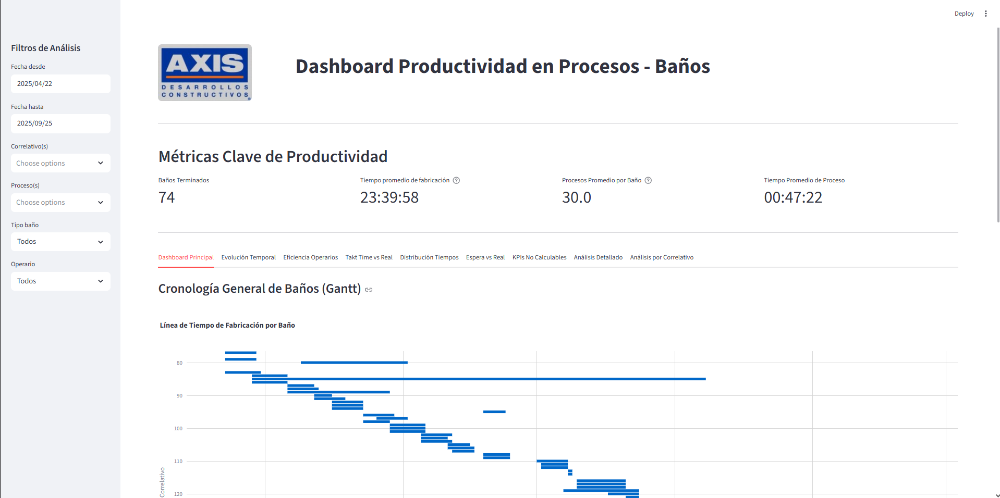 Deploy
Filtros de Análisis
Fecha desde
2025/04/22
Fecha hasta
2025/09/25
Correlativo(s)
Choose options
Proceso(s)
Choose options
Tipo baño
Todos
Operario
Todos
AXIS
DESARROLLOS
CONSTRUCTIVOS
Dashboard Productividad en Procesos - Baños
Métricas Clave de Productividad
Baños Terminados
74
Tiempo promedio de fabricación
23:39:58
Procesos Promedio por Baño
30.0
Tiempo Promedio de Proceso
00:47:22
Dashboard Principal Evolución Temporal Eficiencia Operarios Takt Time vs Real Distribución Tiempos Espera vs Real KPIs No Calculables Análisis Detallado Análisis por Correlativo
Cronología General de Baños (Gantt)
Línea de Tiempo de Fabricación por Baño
80
90
100
110
120
Correlativo